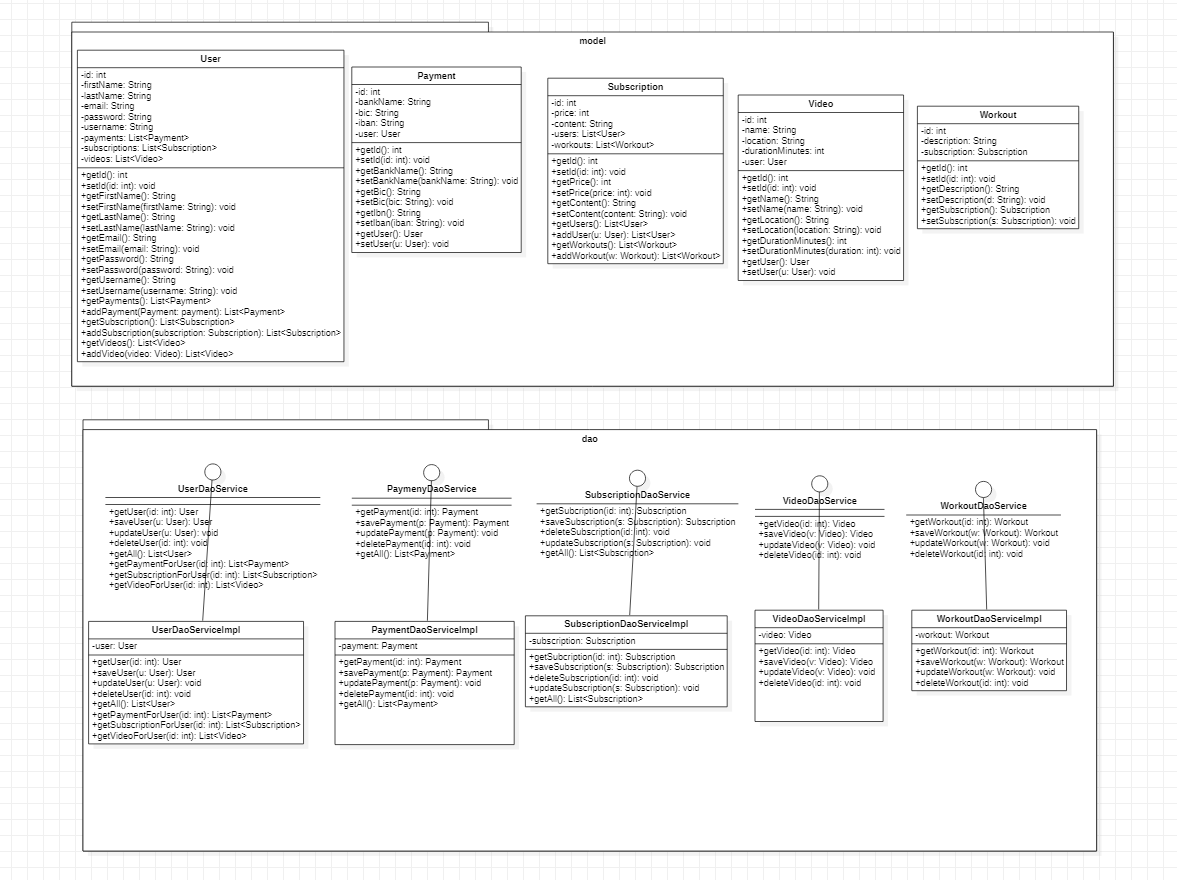 model
User
-id: int
-firstName: String
-lastName: String
-email: String
-password: String
-username: String
-payments: List<Payment>
-subscriptions: List<Subscription>
-videos: List<Video>
+getId(): int
+setId(id: int): void
+getFirstName(): String
+setFirstName(firstName: String): void
+getLastName(): String
+setLastName(lastName: String): void
+getEmail(): String
+setEmail(email: String): void
+getPassword(): String
+setPassword(password: String): void
+getUsername(): String
+setUsername(username: String): void
+getPayments(): List<Payment>
+addPayment(Payment: payment): List<Payment>
+getSubscription(): List<Subscription>
+addSubscription(subscription: Subscription): List<Subscription>
+getVideos(): List<Video>
+addVideo(video: Video): List<Video>
Payment
-id: int
-bankName: String
-bic: String
-iban: String
-user: User
+getId(): int
+setId(id: int): void
+getBankName(): String
+setBankName(bankName: String): void
+getBic(): String
+setBic(bic: String): void
+getIbn(): String
+setIban(iban: String): void
+getUser(): User
+setUser(u: User): void
Subscription
-id: int
-price: int
-content: String
-users: List<User>
-workouts: List<Workout>
+getId(): int
+setId(id: int): void
+getPrice(): int
+setPrice(price: int): void
+getContent(): String
+setContent(content: String): void
+getUsers(): List<User>
+addUser(u: User): List<User>
+getWorkouts(): List<Workout>
+addWorkout(w: Workout): List<Workout>
Video
-id: int
-name: String
-location: String
-durationMinutes: int
-user: User
+getId(): int
+setId(id: int): void
+getName(): String
+setName(name: String): void
+getLocation(): String
+setLocation(location: String): void
+getDurationMinutes(): int
+setDurationMinutes(duration: int): void
+getUser(): User
+setUser(u: User): void
Workout
-id: int
-description: String
-subscription: Subscription
+getId(): int
+setId(id: int): void
+getDescription(): String
+setDescription(d: String): void
+getSubscription(): Subscription
+setSubscription(s: Subscription): void
dao
UserDaoService
+getUser(id: int): User
+saveUser(u: User): User
+updateUser(u: User): void
+deleteUser(id: int): void
+getAll(): List<User>
+getPaymentForUser(id: int): List<Payment>
+getSubscriptionForUser(id: int): List<Subscription>
+getVideoForUser(id: int): List<Video>
PaymenyDaoService
+getPayment(id: int): Payment
+savePayment(p: Payment): Payment
+updatePayment(p: Payment): void
+deletePayment(id: int): void
+getAll(): List<Payment>
SubscriptionDaoService
+getSubcription(id: int): Subscription
+saveSubscription(s: Subscription): Subscription
+deleteSubscription(id: int): void
+updateSubscription(s: Subscription): void
+getAll(): List<Subscription>
VideoDaoService
+getVideo(id: int): Video
+saveVideo(v: Video): Video
+updateVideo(v: Video): void
+deleteVideo(id: int): void
WorkoutDaoService
+getWorkout(id: int): Workout
+saveWorkout(w: Workout): Workout
+updateWorkout(w: Workout): void
+deleteWorkout(id: int): void
UserDaoServiceImpl
-user: User
+getUser(id: int): User
+saveUser(u: User): User
+updateUser(u: User): void
+deleteUser(id: int): void
+getAll(): List<User>
+getPaymentForUser(id: int): List<Payment>
+getSubscriptionForUser(id: int): List<Subscription>
+getVideoForUser(id: int): List<Video>
PaymentDaoServiceImpl
-payment: Payment
+getPayment(id: int): Payment
+savePayment(p: Payment): Payment
+updatePayment(p: Payment): void
+deletePayment(id: int): void
+getAll(): List<Payment>
SubscriptionDaoServiceImpl
-subscription: Subscription
+getSubcription(id: int): Subscription
+saveSubscription(s: Subscription): Subscription
+deleteSubscription(id: int): void
+updateSubscription(s: Subscription): void
+getAll(): List<Subscription>
VideoDaoServiceImpl
-video: Video
+getVideo(id: int): Video
+saveVideo(v: Video): Video
+updateVideo(v: Video): void
+deleteVideo(id: int): void
WorkoutDaoServiceImpl
-workout: Workout
+getWorkout(id: int): Workout
+saveWorkout(w: Workout): Workout
+updateWorkout(w: Workout): void
+deleteWorkout(id: int): void